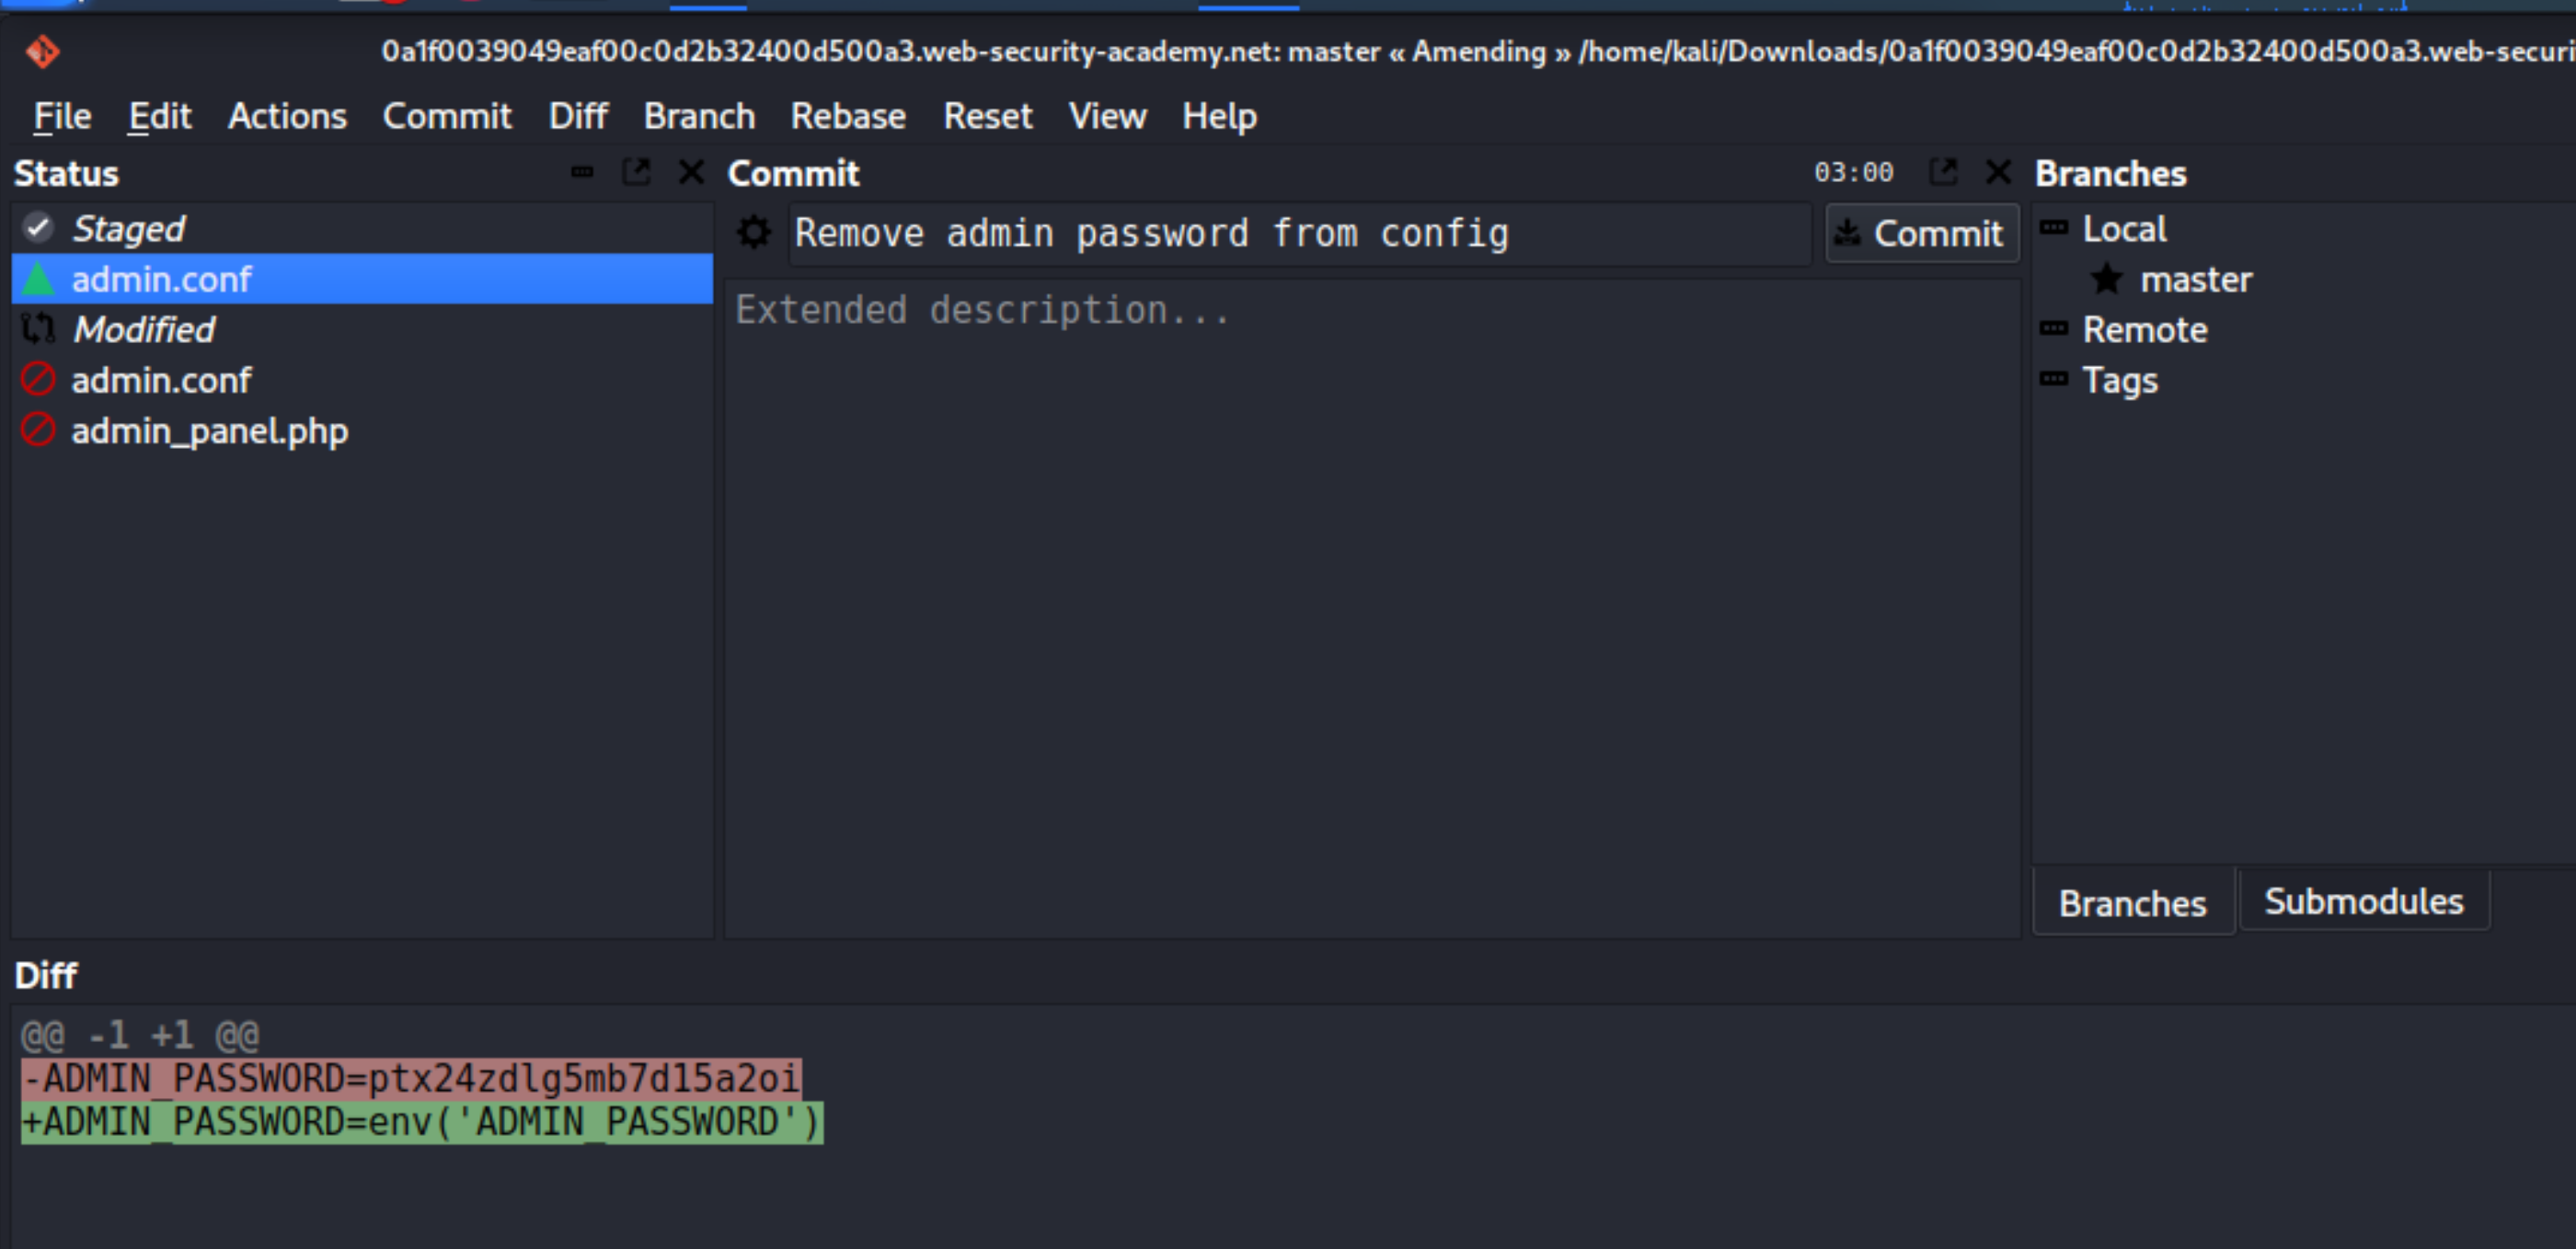 0a1f0039049eaf00c0d2b32400d500a3.web-security-academy.net: master « Amending » /home/kali/Downloads/0a1f0039049eaf00c0d2b32400d500a3.web-securi
File Edit Actions Commit Diff Branch Rebase Reset View Help
Status
Staged
admin.conf
Modified
admin.conf
admin_panel.php
Commit 03:00
Remove admin password from config Commit
Extended description...
Branches
Local
master
Remote
Tags
Branches Submodules
Diff
@@ -1 +1 @@
-ADMIN_PASSWORD=ptx24zdlg5mb7d15a2oi
+ADMIN_PASSWORD=env('ADMIN_PASSWORD')